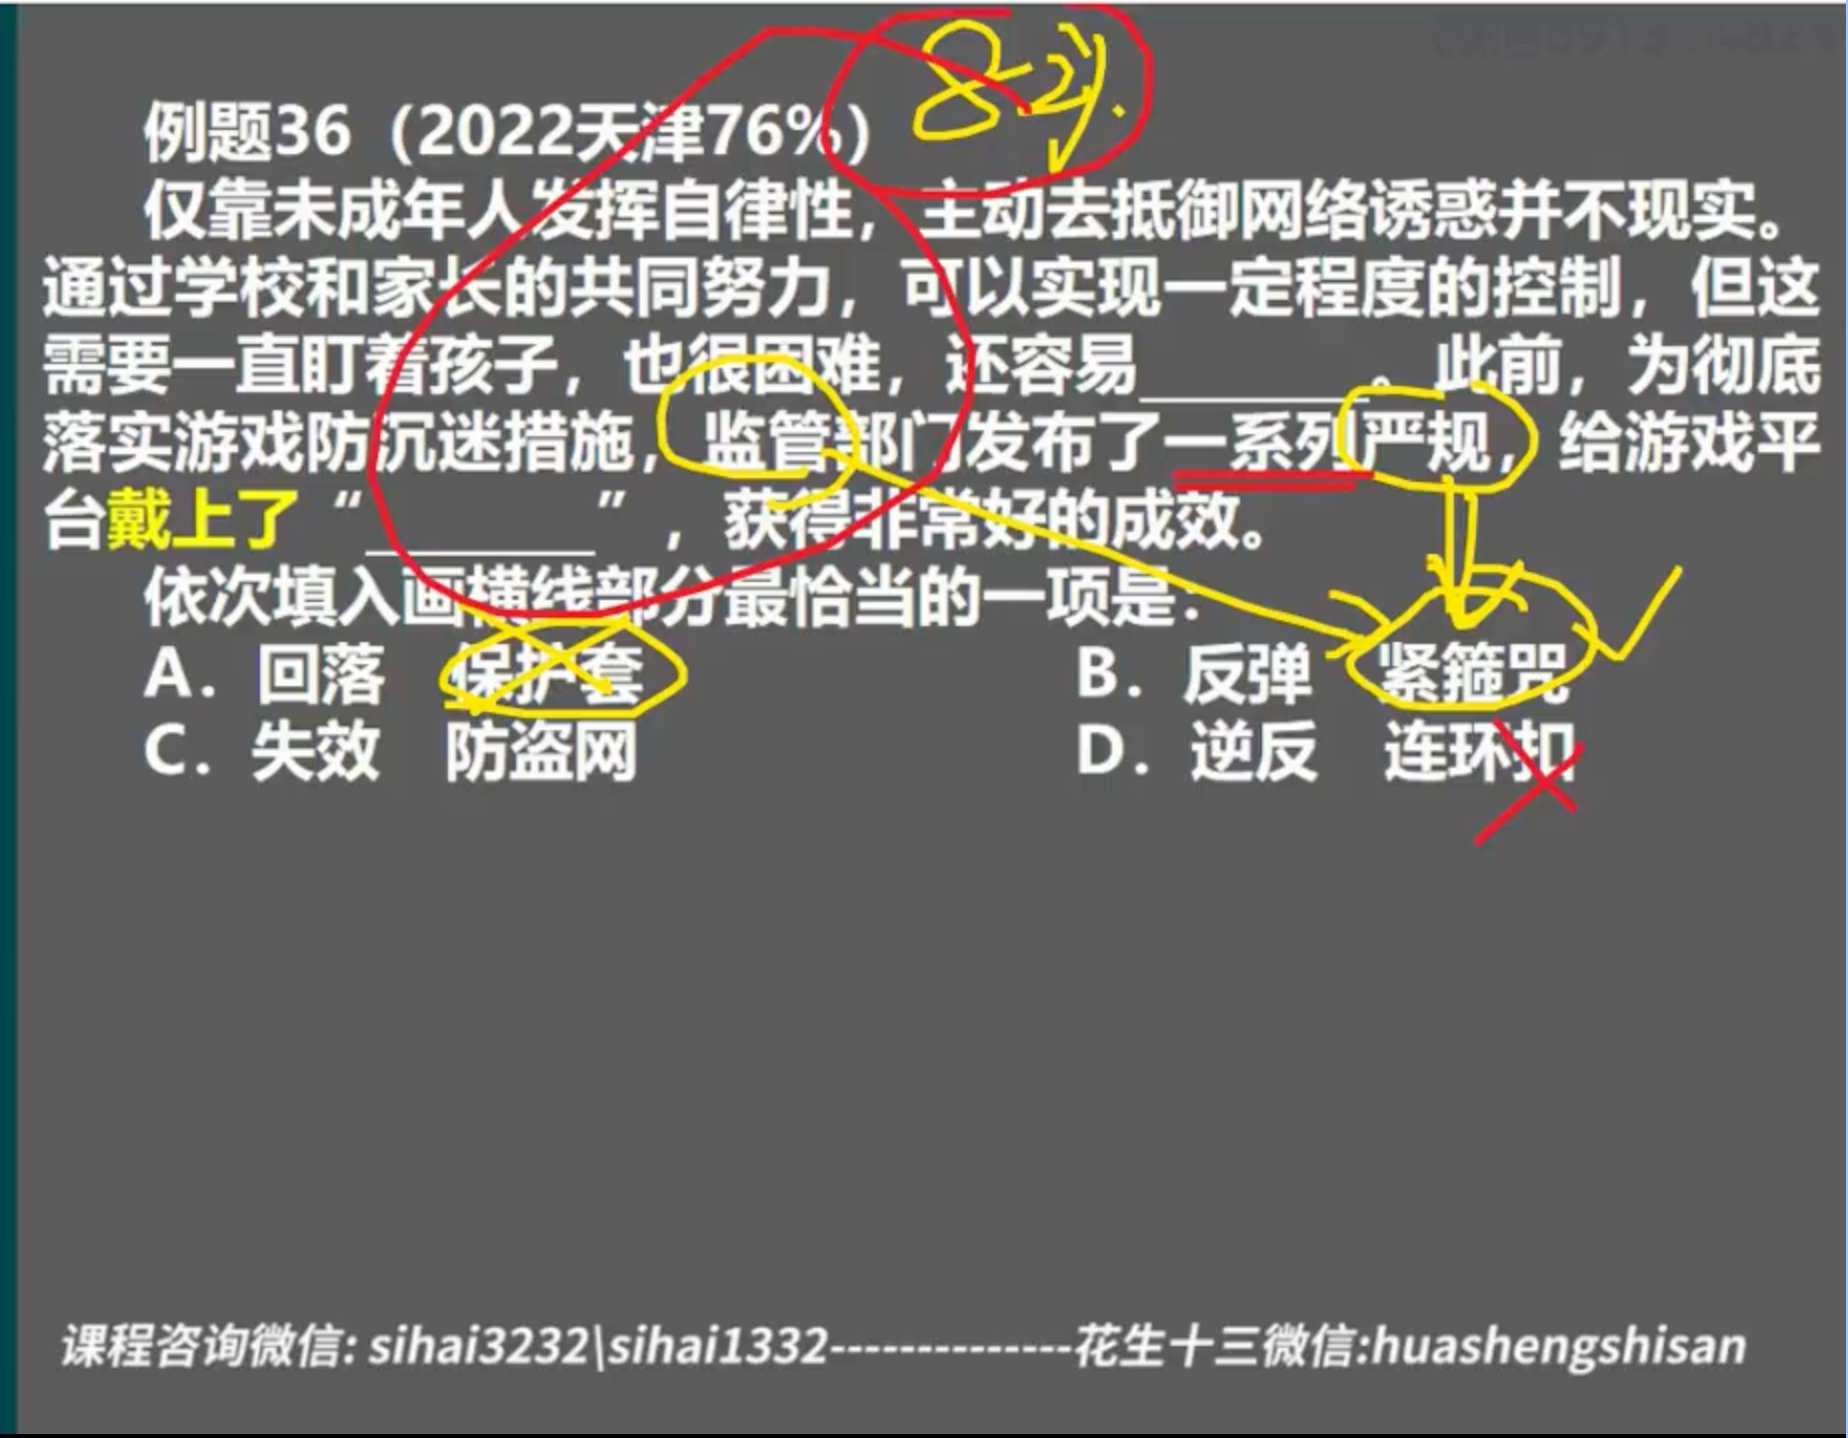 82%
例题36（2022天津76%）
仅靠未成年人发挥自律性，主动去抵御网络诱惑并不现实。
通过学校和家长的共同努力，可以实现一定程度的控制，但这
需要一直盯着孩子，也很困难，还容易________。此前，为彻底
落实游戏防沉迷措施，监管部门发布了一系列严规，给游戏平
台戴上了“________”，获得非常好的成效。
依次填入画横线部分最恰当的一项是：
A．回落 保护套 B．反弹 紧箍咒
C．失效 防盗网 D．逆反 连环扣
课程咨询微信: sihai3232\sihai1332--------------花生十三微信:huashengshisan